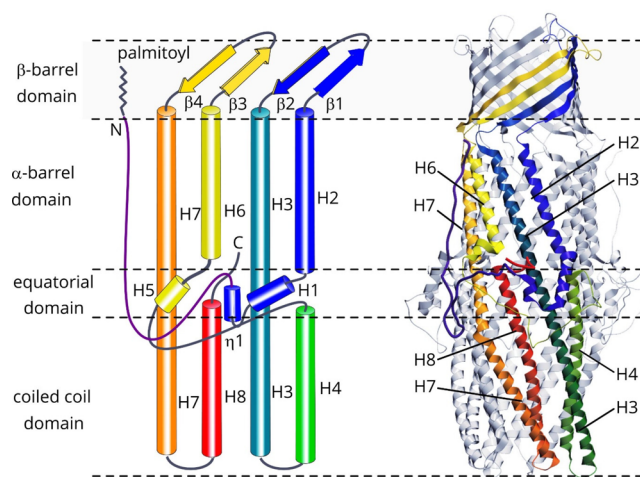 palmitoyl
β-barrel
domain
β4
β3
β2
β1
N
α-barrel
domain
H7
H6
H3
H2
C
equatorial
domain
H5
H1
η1
coiled coil
domain
H7
H8
H3
H4
H2
H3
H6
H7
H8
H7
H4
H3